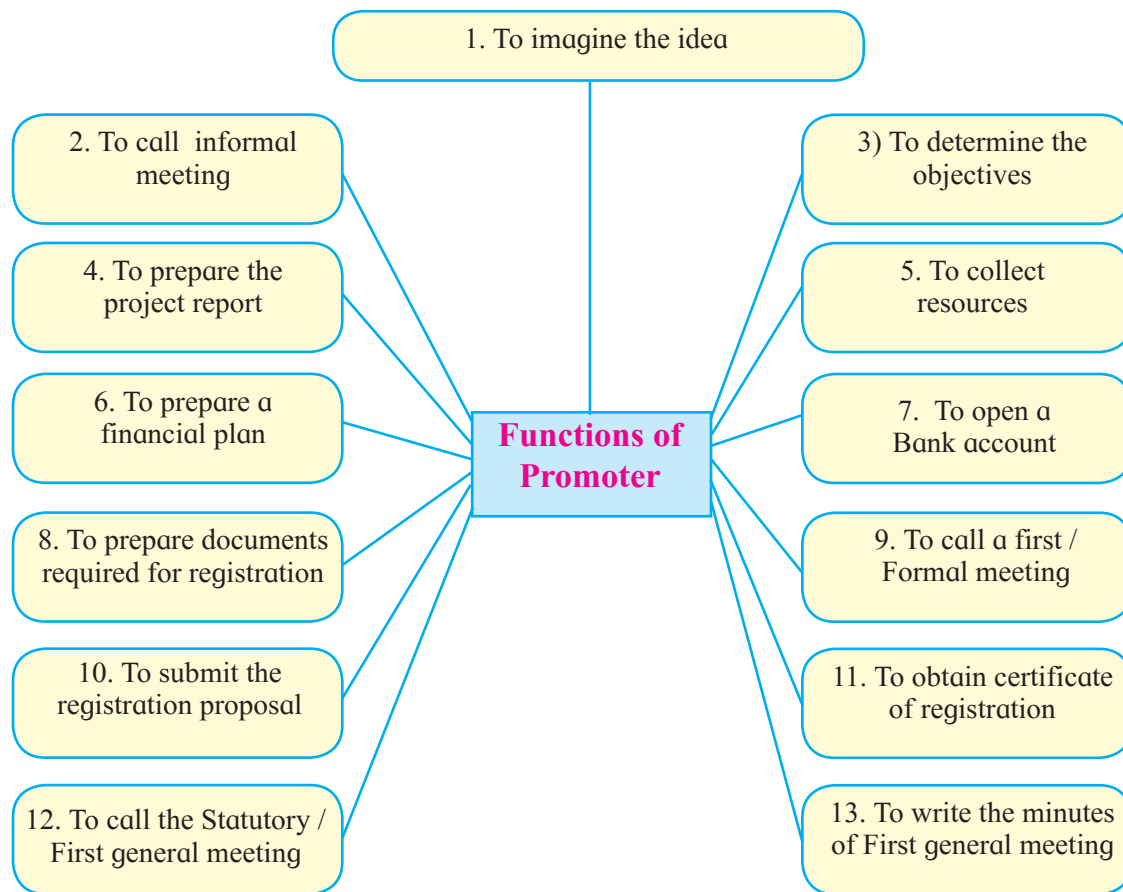 1. To imagine the idea
2. To call informal
meeting
3) To determine the
objectives
4. To prepare the
project report
5. To collect
resources
6. To prepare a
financial plan
7. To open a
Bank account
Functions of
Promoter
8. To prepare documents
required for registration
9. To call a first /
Formal meeting
10. To submit the
registration proposal
11. To obtain certificate
of registration
12. To call the Statutory /
First general meeting
13. To write the minutes
of First general meeting